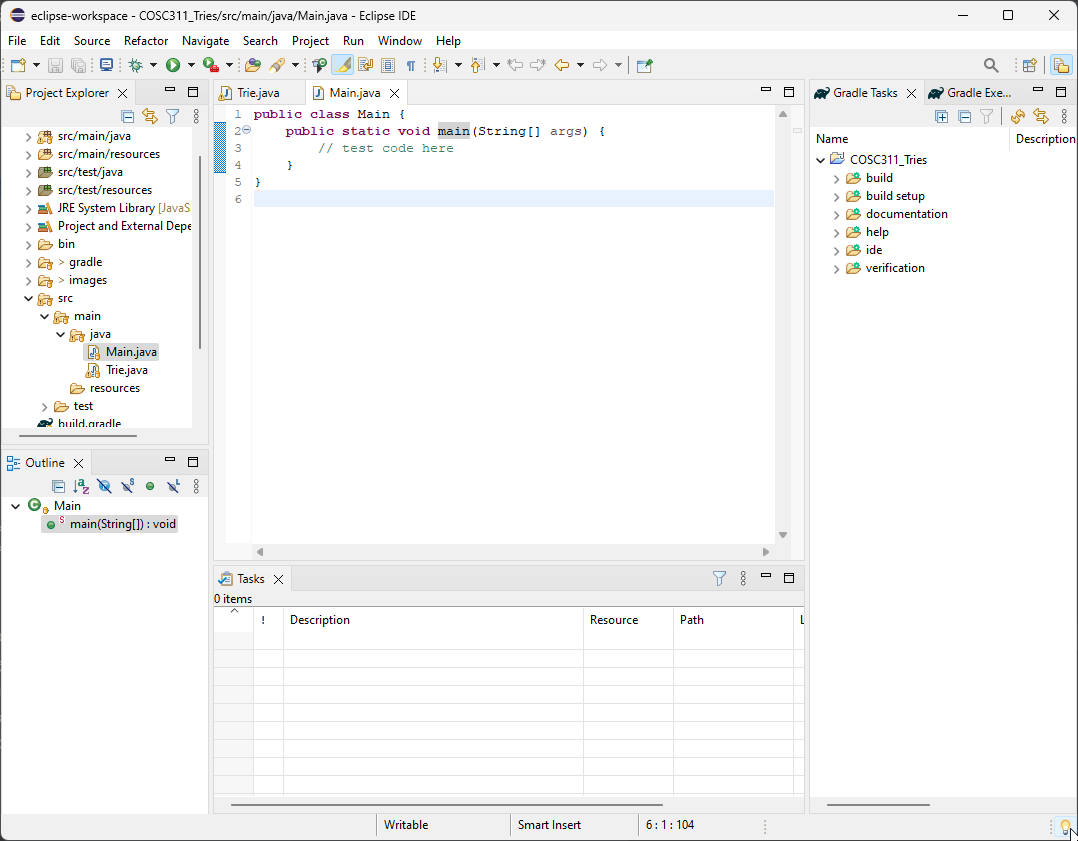 eclipse-workspace - COSC311_Tries/src/main/java/Main.java - Eclipse IDE
File Edit Source Refactor Navigate Search Project Run Window Help
Project Explorer
src/main/java
src/main/resources
src/test/java
src/test/resources
JRE System Library [JavaS
Project and External Depe
bin
> gradle
> images
src
main
java
Main.java
Trie.java
resources
test
build.gradle
Outline
Main
main(String[]) : void
Trie.java Main.java
1 public class Main {
2 public static void main(String[] args) {
3 // test code here
4 }
5 }
6
Tasks
0 items
! Description Resource Path L
Gradle Tasks Gradle Exe...
Name Description
COSC311_Tries
build
build setup
documentation
help
ide
verification
Writable Smart Insert 6 : 1 : 104